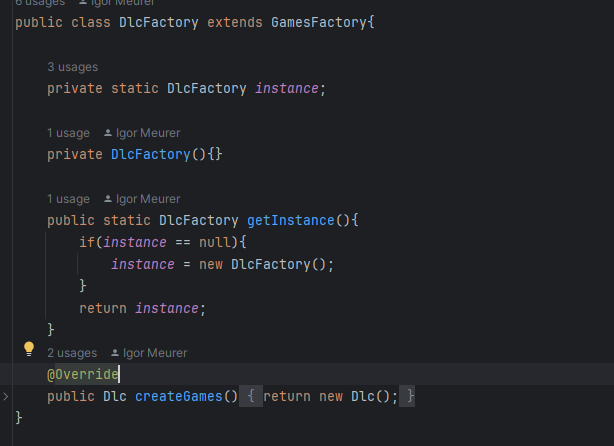 6 usages Igor Meurer
public class DlcFactory extends GamesFactory{
3 usages
private static DlcFactory instance;
1 usage Igor Meurer
private DlcFactory(){}
1 usage Igor Meurer
public static DlcFactory getInstance(){
if(instance == null){
instance = new DlcFactory();
}
return instance;
}
2 usages Igor Meurer
@Override
public Dlc createGames() { return new Dlc(); }
}